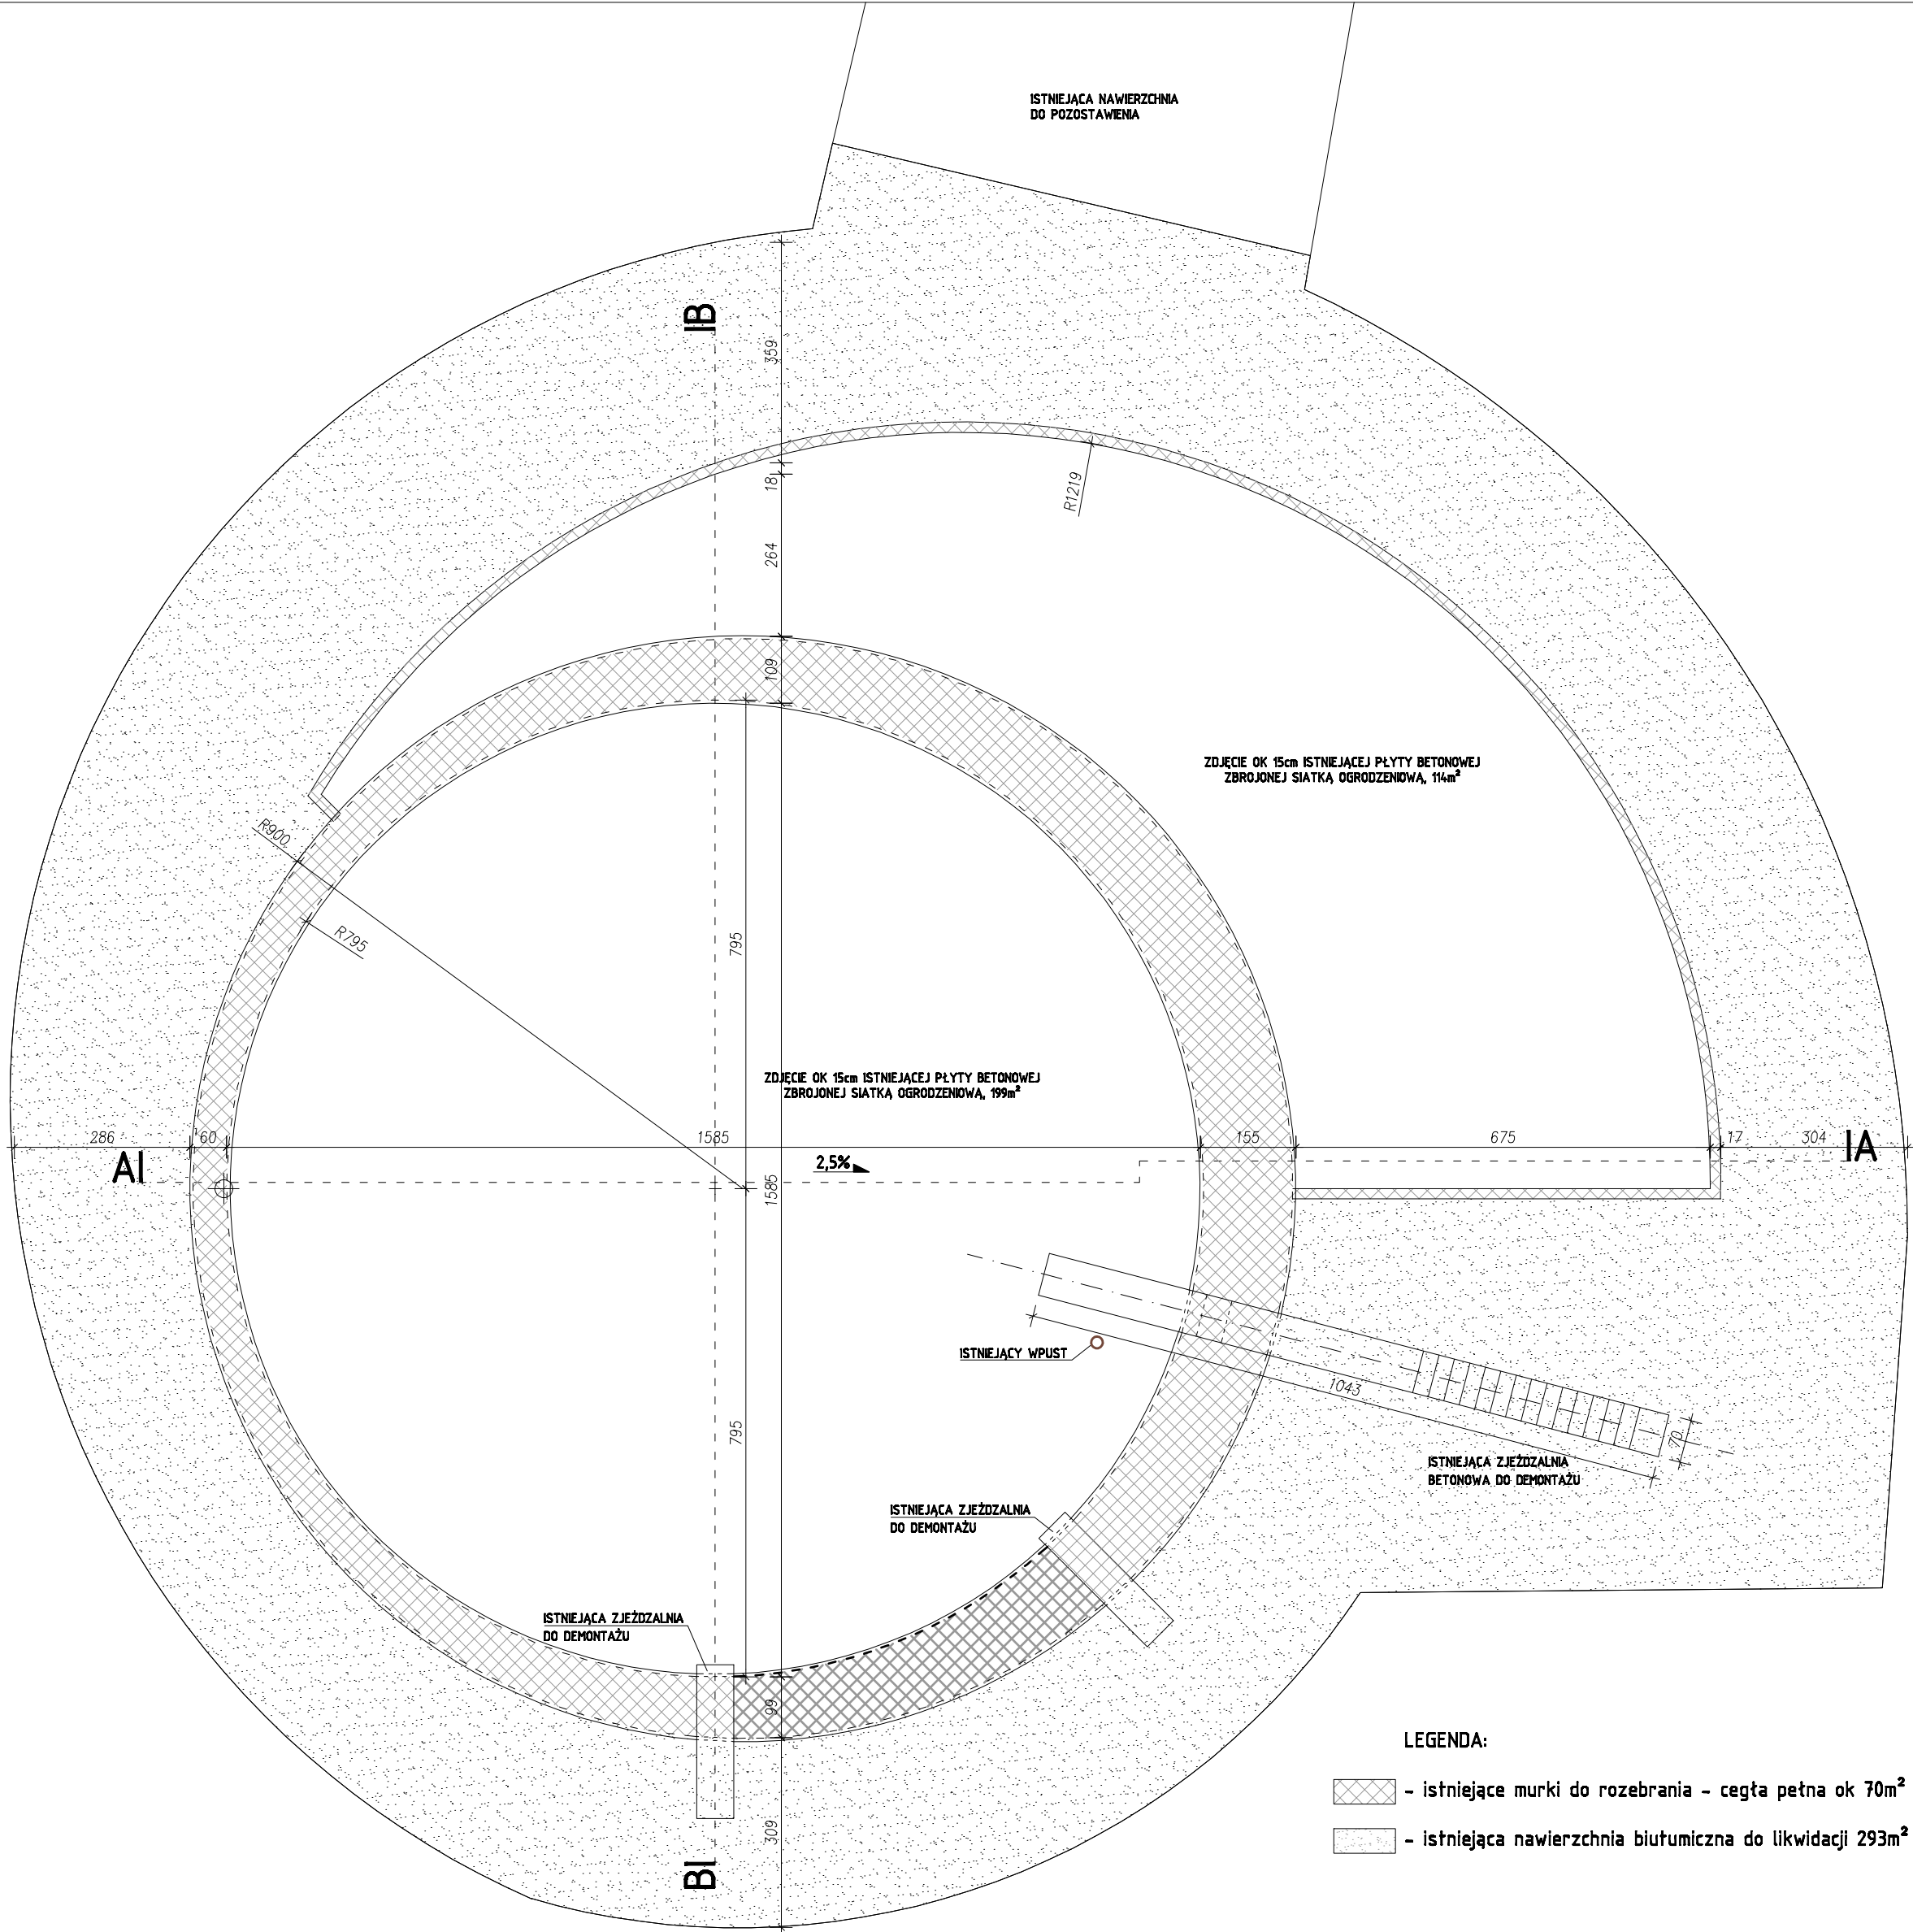 ISTNIEJĄCA NAWIERZCHNIA
DO POZOSTAWIENIA
IB
359
18
R1219
264
109
ZDJĘCIE OK 15cm ISTNIEJĄCEJ PŁYTY BETONOWEJ
ZBROJONEJ SIATKĄ OGRODZENIOWĄ, 114m²
R900
R795
795
ZDJĘCIE OK 15cm ISTNIEJĄCEJ PŁYTY BETONOWEJ
ZBROJONEJ SIATKĄ OGRODZENIOWĄ, 199m²
286
60
1585
155
675
17
304
AI
IA
2,5%
1585
ISTNIEJĄCY WPUST
1043
70
795
ISTNIEJĄCA ZJEŻDZALNIA
BETONOWA DO DEMONTAŻU
ISTNIEJĄCA ZJEŻDZALNIA
DO DEMONTAŻU
ISTNIEJĄCA ZJEŻDZALNIA
DO DEMONTAŻU
99
309
BI
LEGENDA:
- istniejące murki do rozebrania - cegła pełna ok 70m²
- istniejąca nawierzchnia biutumiczna do likwidacji 293m²